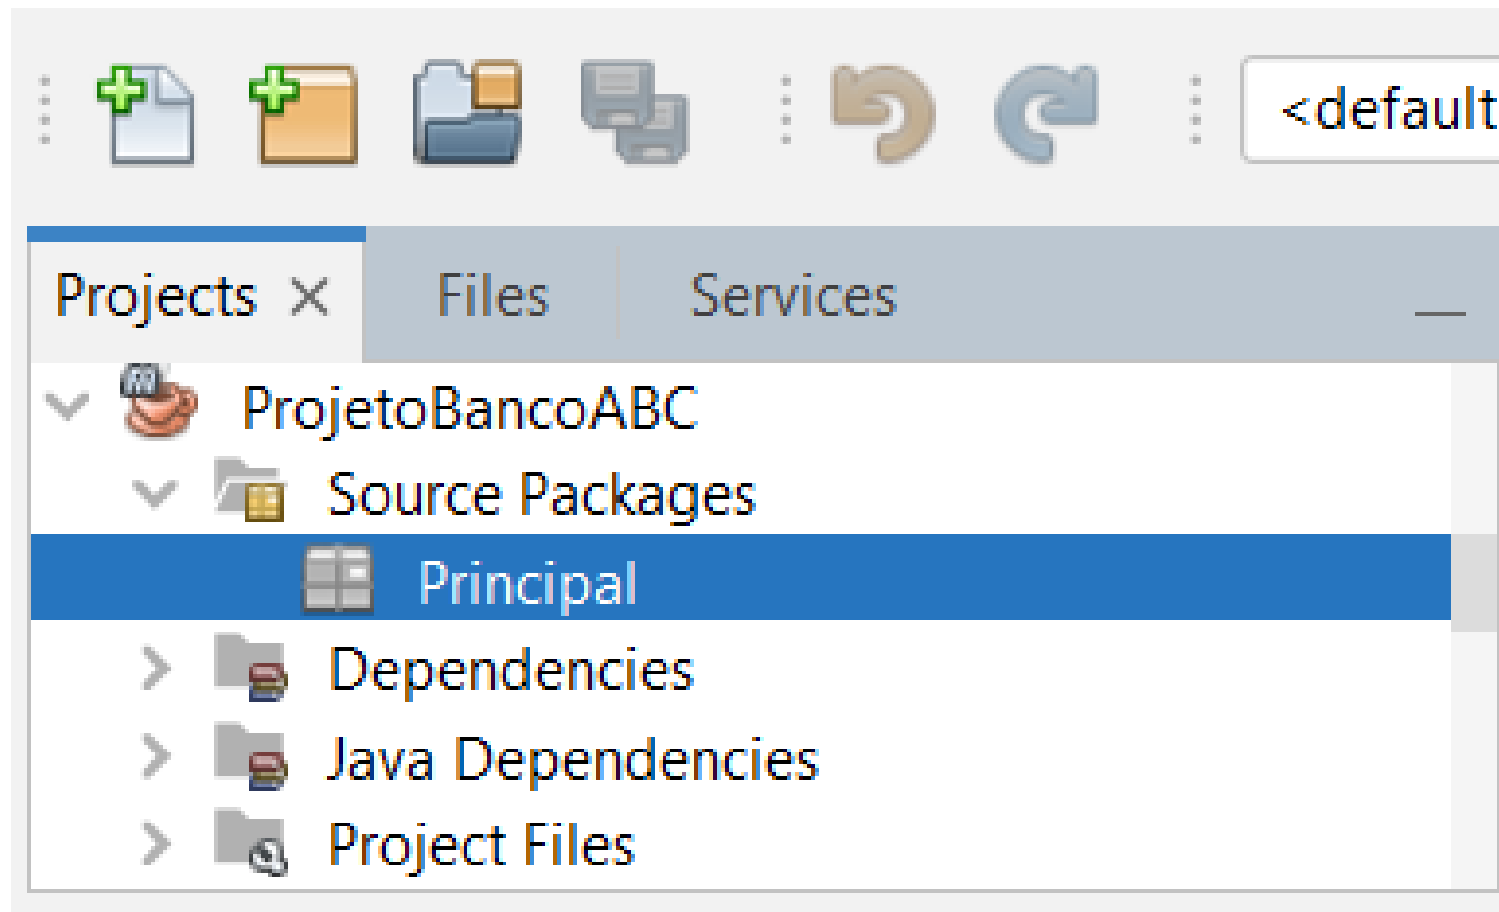 <default
Projects Files Services
ProjetoBancoABC
Source Packages
Principal
Dependencies
Java Dependencies
Project Files